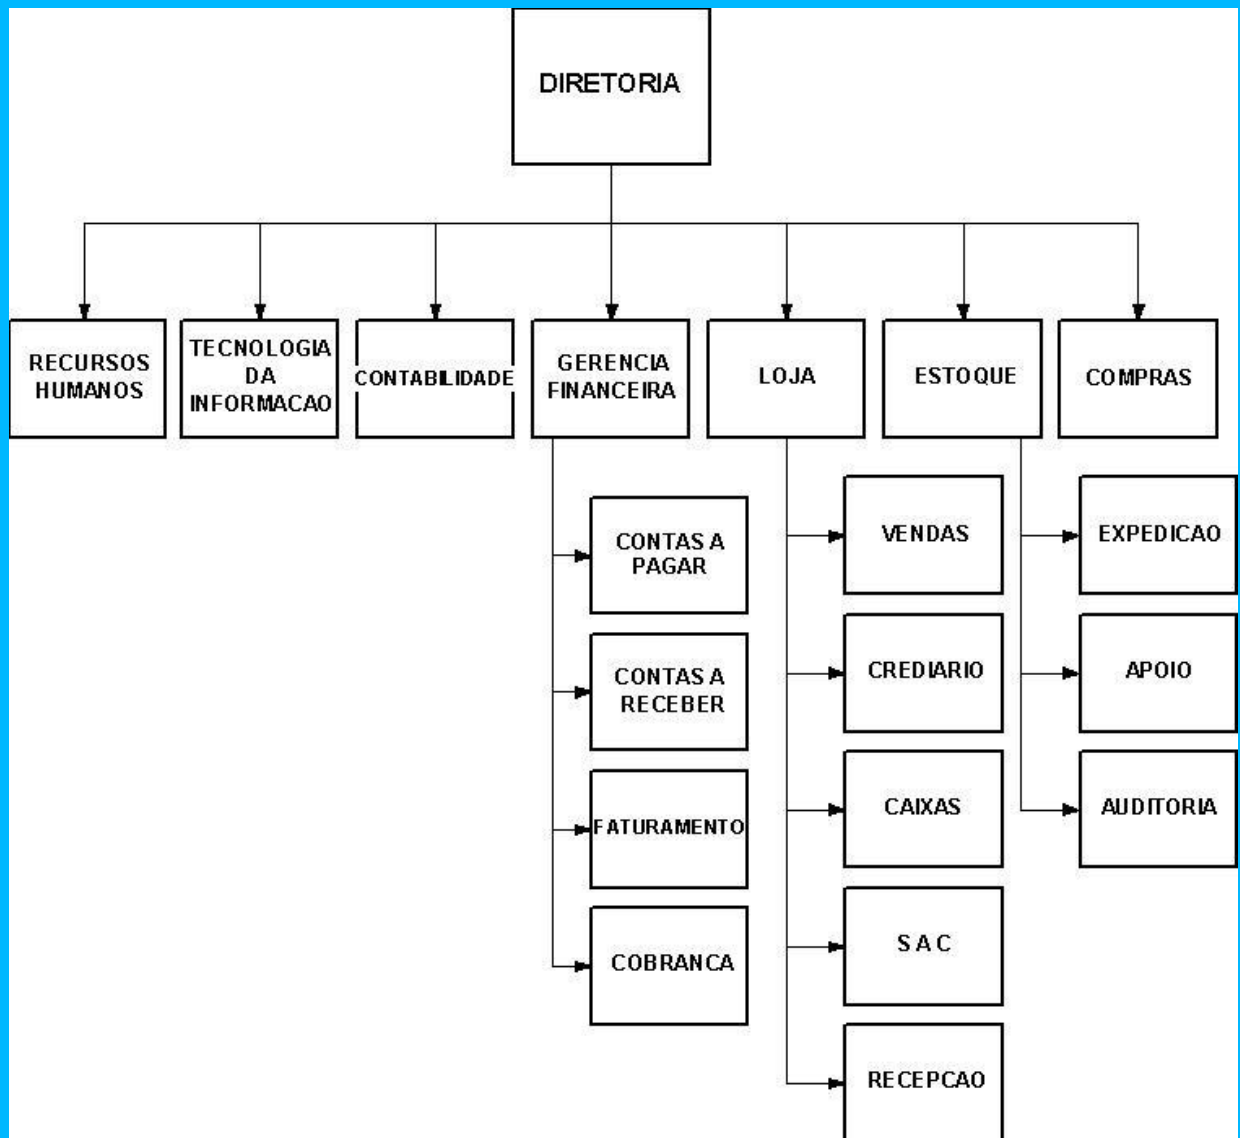 DIRETORIA
RECURSOS
HUMANOS
TECNOLOGIA
DA
INFORMACAO
CONTABILIDADE
GERENCIA
FINANCEIRA
LOJA
ESTOQUE
COMPRAS
CONTAS A
PAGAR
CONTAS A
RECEBER
FATURAMENTO
COBRANCA
VENDAS
CREDIARIO
CAIXAS
S A C
RECEPCAO
EXPEDICAO
APOIO
AUDITORIA